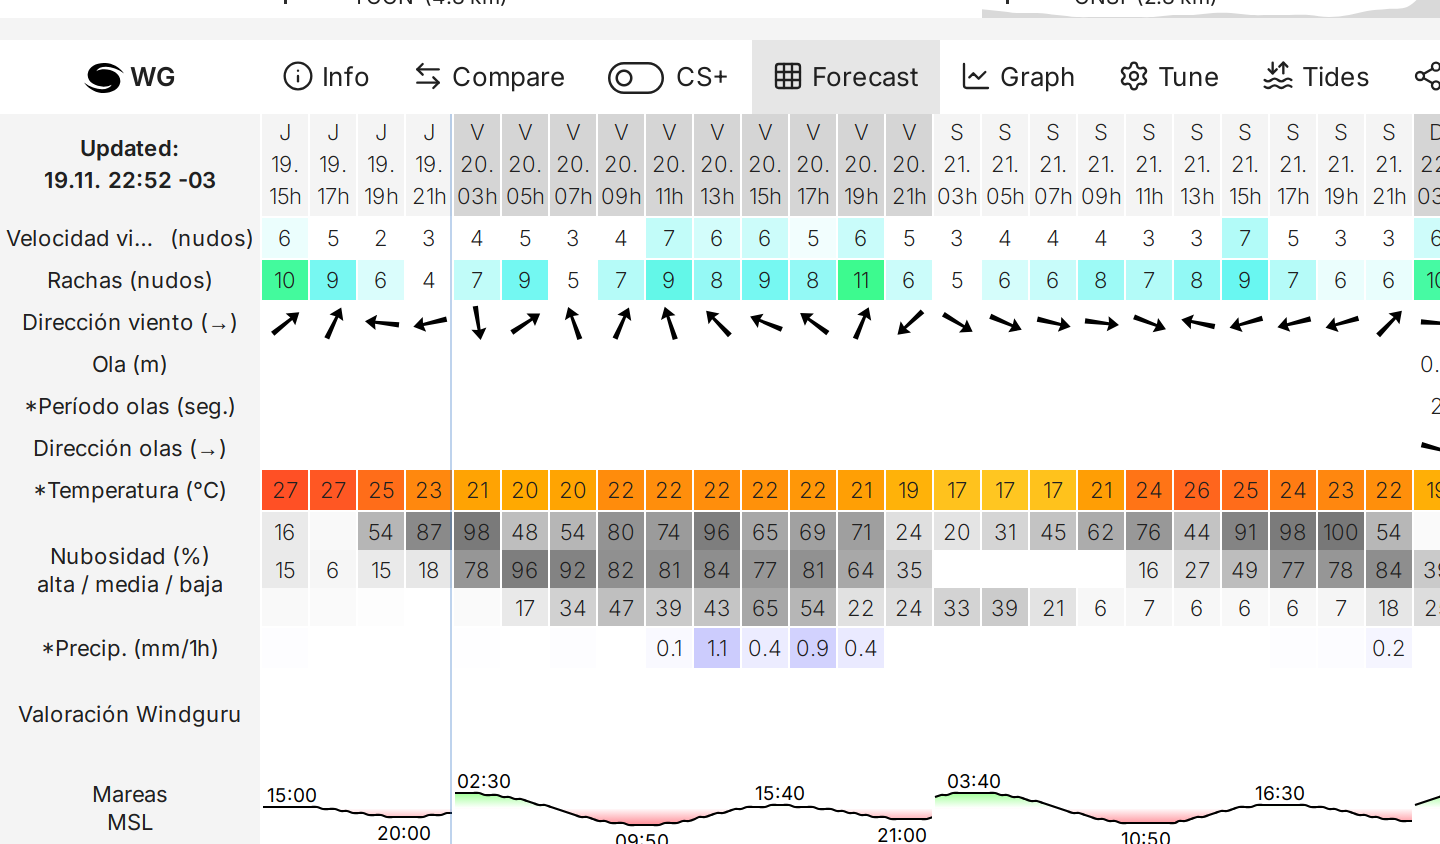 WG Info Compare CS+ Forecast Graph Tune Tides
Updated:
19.11. 22:52 -03
J J J J V V V V V V V V V V S S S S S S S S S S
19. 19. 19. 19. 20. 20. 20. 20. 20. 20. 20. 20. 20. 20. 21. 21. 21. 21. 21. 21. 21. 21. 21. 21.
15h 17h 19h 21h 03h 05h 07h 09h 11h 13h 15h 17h 19h 21h 03h 05h 07h 09h 11h 13h 15h 17h 19h 21h
Velocidad vi... (nudos) 6 5 2 3 4 5 3 4 7 6 6 5 6 5 3 4 4 4 3 3 7 5 3 3 6
Rachas (nudos) 10 9 6 4 7 9 5 7 9 8 9 8 11 6 5 6 6 8 7 8 9 7 6 6 10
Dirección viento (→)
Ola (m)
*Período olas (seg.)
Dirección olas (→)
*Temperatura (°C) 27 27 25 23 21 20 20 22 22 22 22 22 21 19 17 17 17 21 24 26 25 24 23 22 19
Nubosidad (%)
alta / media / baja
16 54 87 98 48 54 80 74 96 65 69 71 24 20 31 45 62 76 44 91 98 100 54
15 6 15 18 78 96 92 82 81 84 77 81 64 35 16 27 49 77 78 84
17 34 47 39 43 65 54 22 24 33 39 21 6 7 6 6 6 7 18
*Precip. (mm/1h) 0.1 1.1 0.4 0.9 0.4 0.2
Valoración Windguru
Mareas
MSL
15:00 20:00 02:30 09:50 15:40 21:00 03:40 10:50 16:30